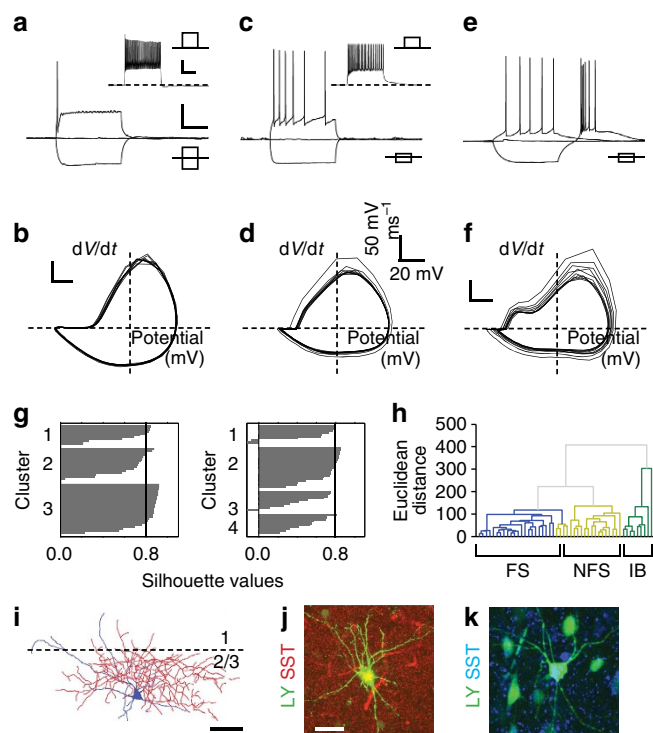 a
c
e
b
dV/dt
Potential
(mV)
d
dV/dt
50 mV
ms⁻¹
20 mV
Potential
(mV)
f
dV/dt
Potential
(mV)
g
Cluster
1
2
3
0.0
0.8
Cluster
1
2
3
4
0.0
0.8
Silhouette values
h
Euclidean
distance
500
400
300
200
100
0
FS
NFS
IB
i
1
2/3
j
LY SST
k
LY SST